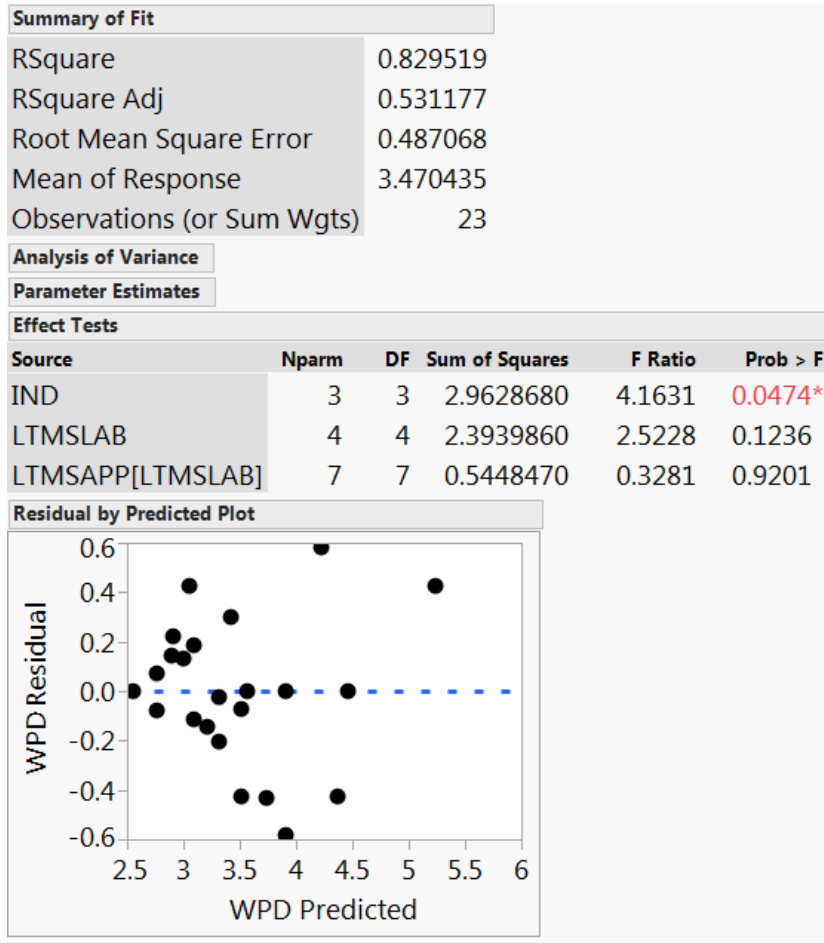 Summary of Fit
RSquare 0.829519
RSquare Adj 0.531177
Root Mean Square Error 0.487068
Mean of Response 3.470435
Observations (or Sum Wgts) 23
Analysis of Variance
Parameter Estimates
Effect Tests
Source Nparm DF Sum of Squares F Ratio Prob > F
IND 3 3 2.9628680 4.1631 0.0474*
LTMSLAB 4 4 2.3939860 2.5228 0.1236
LTMSAPP[LTMSLAB] 7 7 0.5448470 0.3281 0.9201
Residual by Predicted Plot
WPD Residual
0.6
0.4
0.2
0.0
-0.2
-0.4
-0.6
2.5 3 3.5 4 4.5 5 5.5 6
WPD Predicted